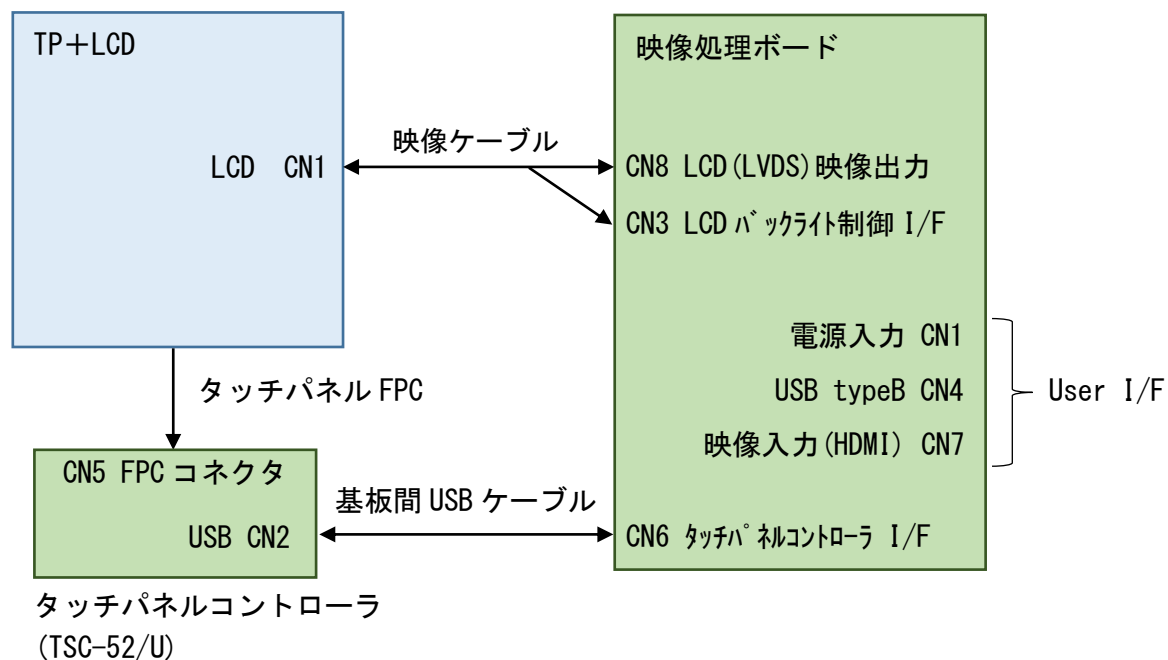 TP+LCD
映像処理ボード
映像ケーブル
LCD CN1
CN8 LCD(LVDS)映像出力
CN3 LCD バックライト制御 I/F
電源入力 CN1
タッチパネル FPC
USB typeB CN4
User I/F
映像入力(HDMI) CN7
CN5 FPC コネクタ
基板間 USB ケーブル
USB CN2
CN6 タッチパネルコントローラ I/F
タッチパネルコントローラ
(TSC-52/U)